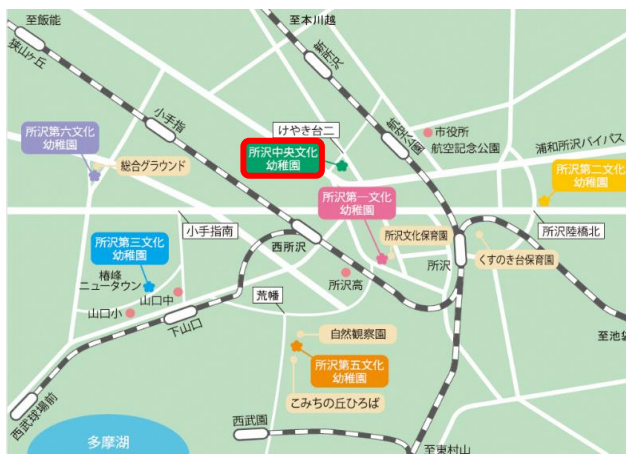 至飯能
至本川越
狭山ヶ丘
新所沢
小手指
けやき台二
航空公園
市役所
航空記念公園
所沢第六文化
幼稚園
総合グラウンド
所沢中央文化
幼稚園
浦和所沢バイパス
所沢第二文化
幼稚園
所沢第一文化
幼稚園
小手指南
所沢文化保育園
所沢陸橋北
所沢第三文化
幼稚園
西所沢
所沢
くすのき台保育園
椿峰
ニュータウン
山口中
所沢高
荒幡
山口小
下山口
自然観察園
至池袋
所沢第五文化
幼稚園
こみちの丘ひろば
西武球場前
西武園
多摩湖
至東村山